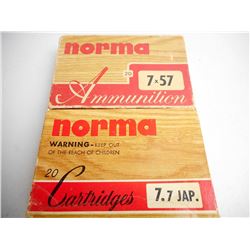 norma
20
7x57
Ammunition
norma
WARNING-KEEP OUT
OF THE REACH OF CHILDREN
20
Cartridges
7.7 JAP.